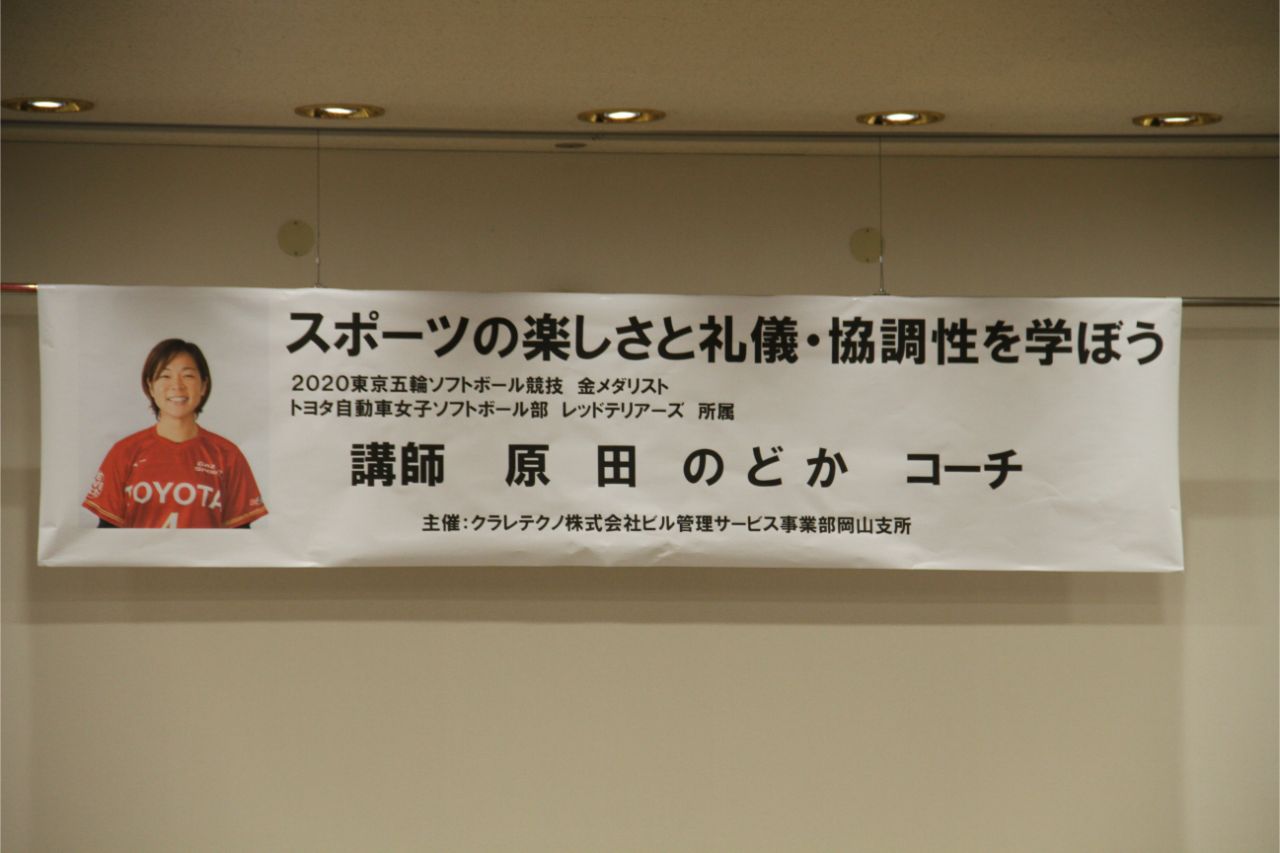 スポーツの楽しさと礼儀・協調性を学ぼう
2020東京五輪ソフトボール競技 金メダリスト
トヨタ自動車女子ソフトボール部 レッドテリアーズ 所属
講師 原田 のどか コーチ
主催：クラレテクノ株式会社ビル管理サービス事業部岡山支所
TOYOTA
4